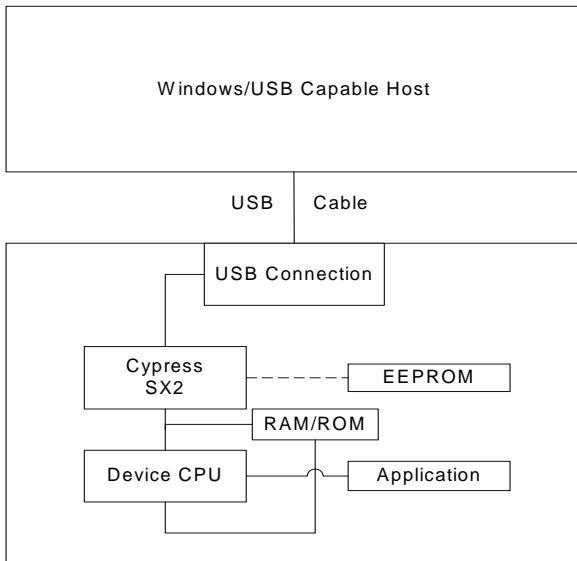 Windows/USB Capable Host
USB Cable
USB Connection
Cypress
SX2
EEPROM
RAM/ROM
Device CPU
Application